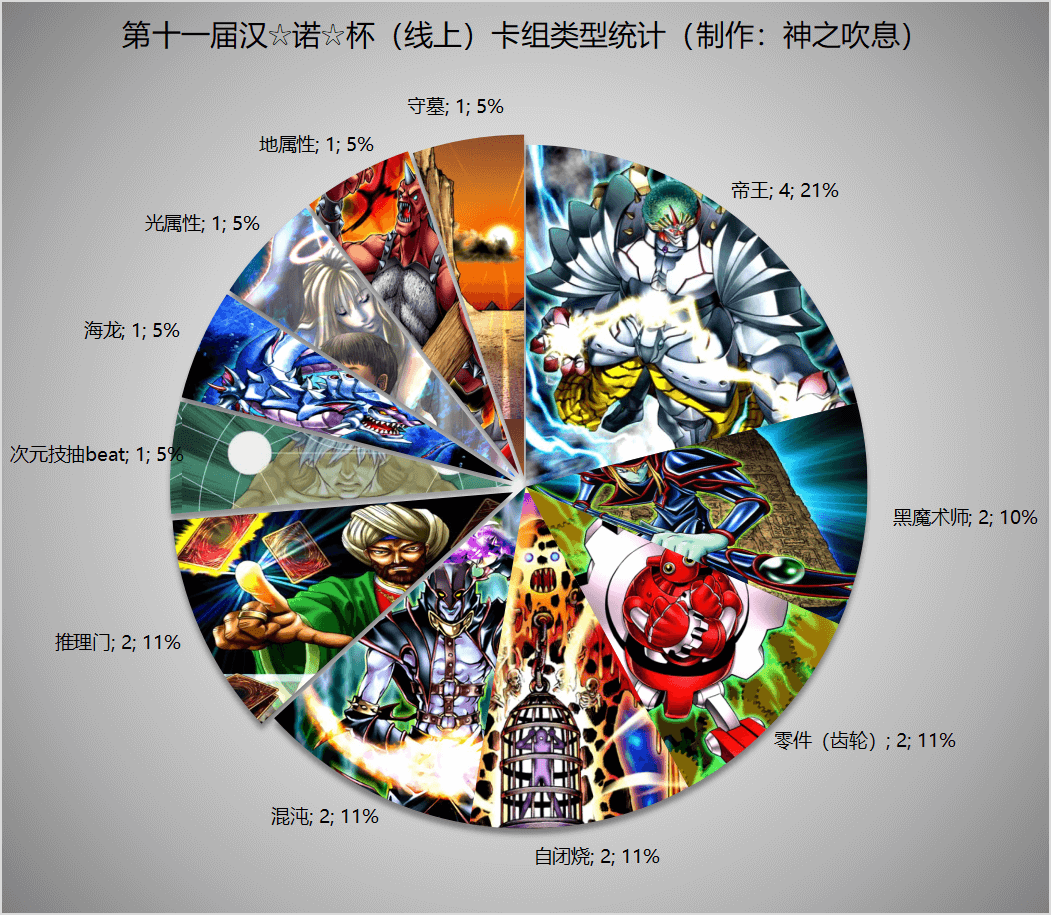 第十一届汉☆诺☆杯（线上）卡组类型统计（制作：神之吹息）
守墓; 1; 5%
地属性; 1; 5%
帝王; 4; 21%
光属性; 1; 5%
海龙; 1; 5%
次元技抽beat; 1; 5%
黑魔术师; 2; 10%
推理门; 2; 11%
零件（齿轮）; 2; 11%
混沌; 2; 11%
自闭烧; 2; 11%